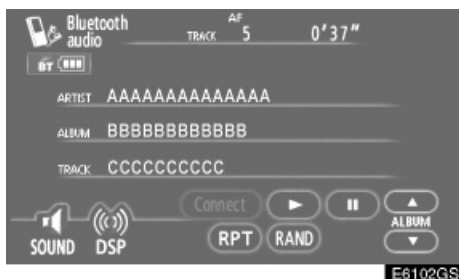 Bluetooth audio
AF
TRACK 5 0'37"
BT
ARTIST AAAAAAAAAAAAAA
ALBUM BBBBBBBBBBBB
TRACK CCCCCCCCCC
Connect
ALBUM
SOUND DSP RPT RAND
E6102GS